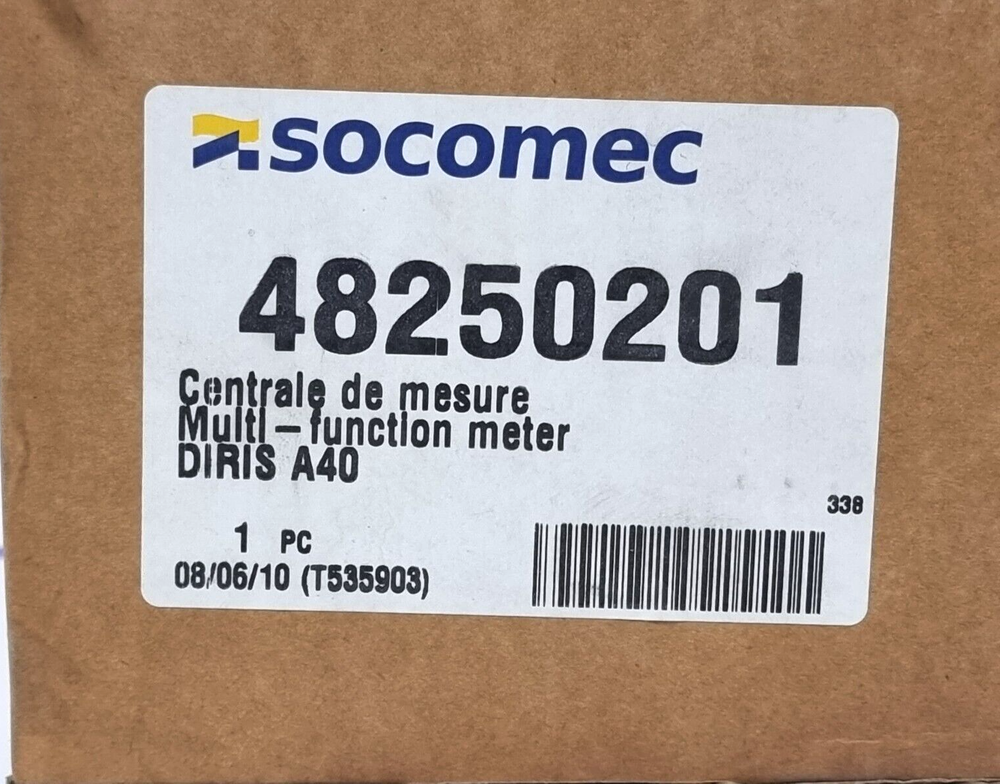 socomec
48250201
Centrale de mesure
Multi-function meter
DIRIS A40
338
1 PC
08/06/10 (T535903)